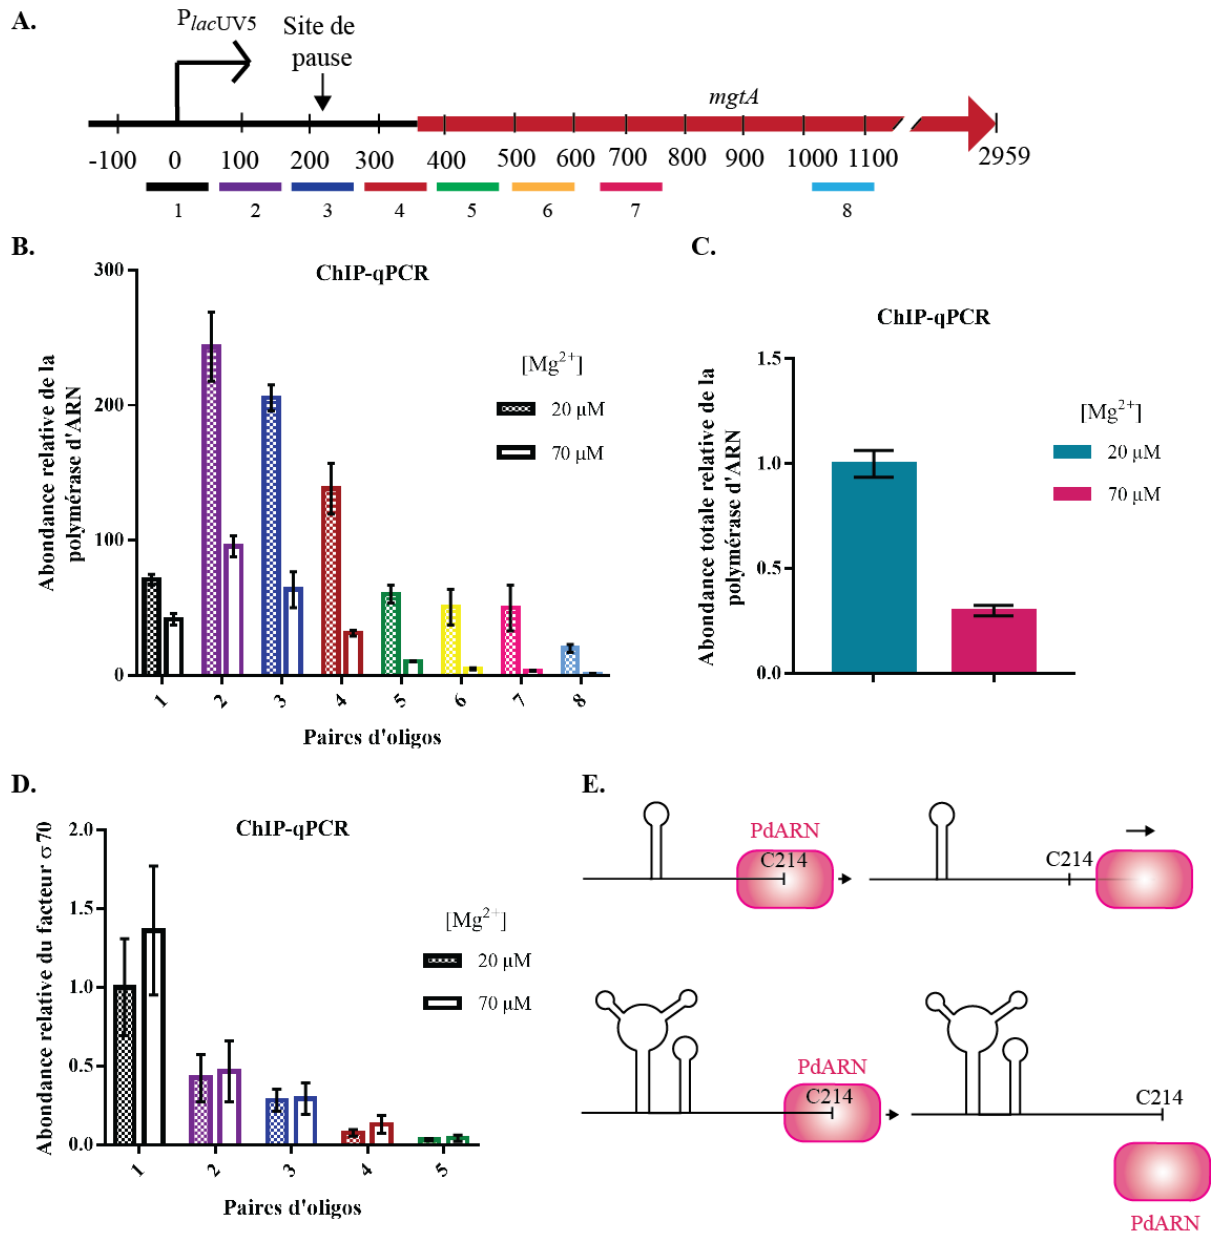 A.
PlacUV5
Site de
pause
mgtA
-100 0 100 200 300 400 500 600 700 800 900 1000 1100 2959
1 2 3 4 5 6 7 8
B.
ChIP-qPCR
Abondance relative de la
polymérase d'ARN
300
200
100
0
[Mg2+]
20 µM
70 µM
1 2 3 4 5 6 7 8
Paires d'oligos
C.
ChIP-qPCR
Abondance totale relative de la
polymérase d'ARN
1.5
1.0
0.5
0.0
[Mg2+]
20 µM
70 µM
D.
ChIP-qPCR
Abondance relative du facteur σ70
2.0
1.5
1.0
0.5
0.0
[Mg2+]
20 µM
70 µM
1 2 3 4 5
Paires d'oligos
E.
PdARN
C214
C214
PdARN
C214
C214
PdARN